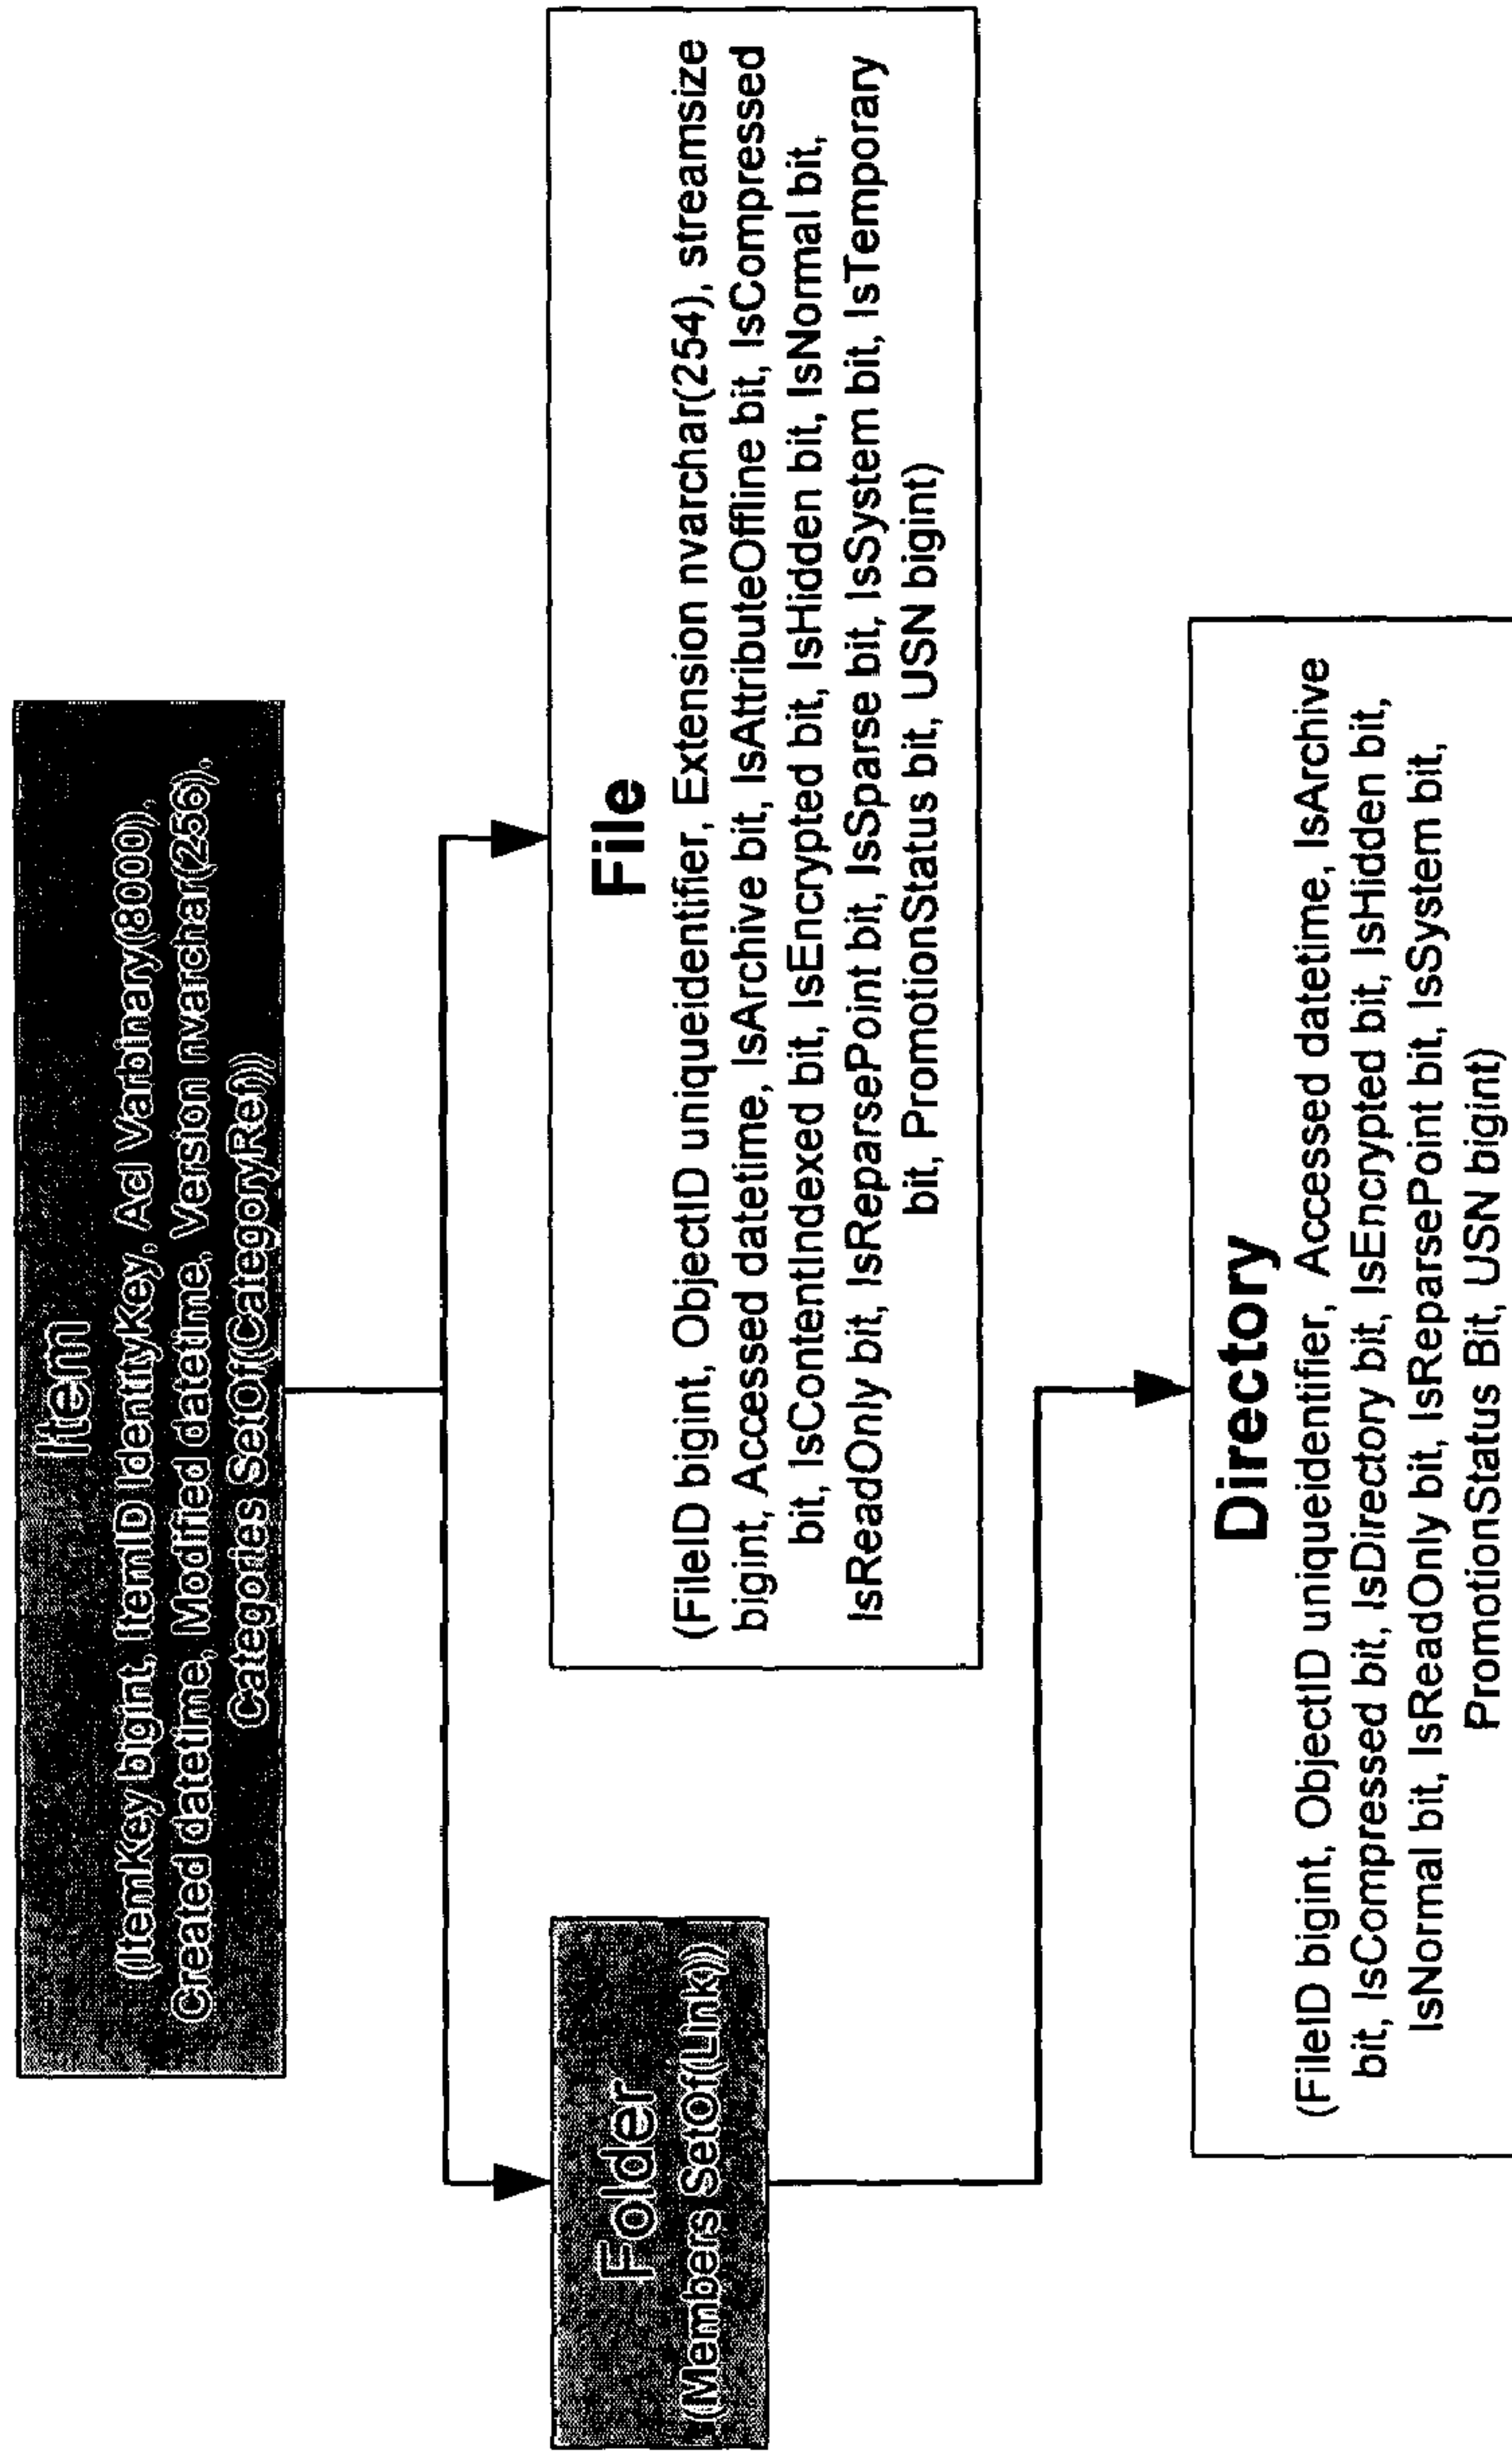 Item
(ItemKey bigint, ItemID IdentityKey, Acl Varbinary(8000),
Created datetime, Modified datetime, Version nvarchar(256),
Categories SetOf(CategoryRef))
Folder
(Members SetOf(Link))
File
(FileID bigint, ObjectID uniqueidentifier, Extension nvarchar(254), streamsize
bigint, Accessed datetime, IsArchive bit, IsAttributeOffline bit, IsCompressed
bit, IsContentIndexed bit, IsEncrypted bit, IsHidden bit, IsNormal bit,
IsReadOnly bit, IsReparsePoint bit, IsSparse bit, IsSystem bit, IsTemporary
bit, PromotionStatus bit, USN bigint)
Directory
(FileID bigint, ObjectID uniqueidentifier, Accessed datetime, IsArchive
bit, IsCompressed bit, IsDirectory bit, IsEncrypted bit, IsHidden bit,
IsNormal bit, IsReadOnly bit, IsReparsePoint bit, IsSystem bit,
PromotionStatus Bit, USN bigint)